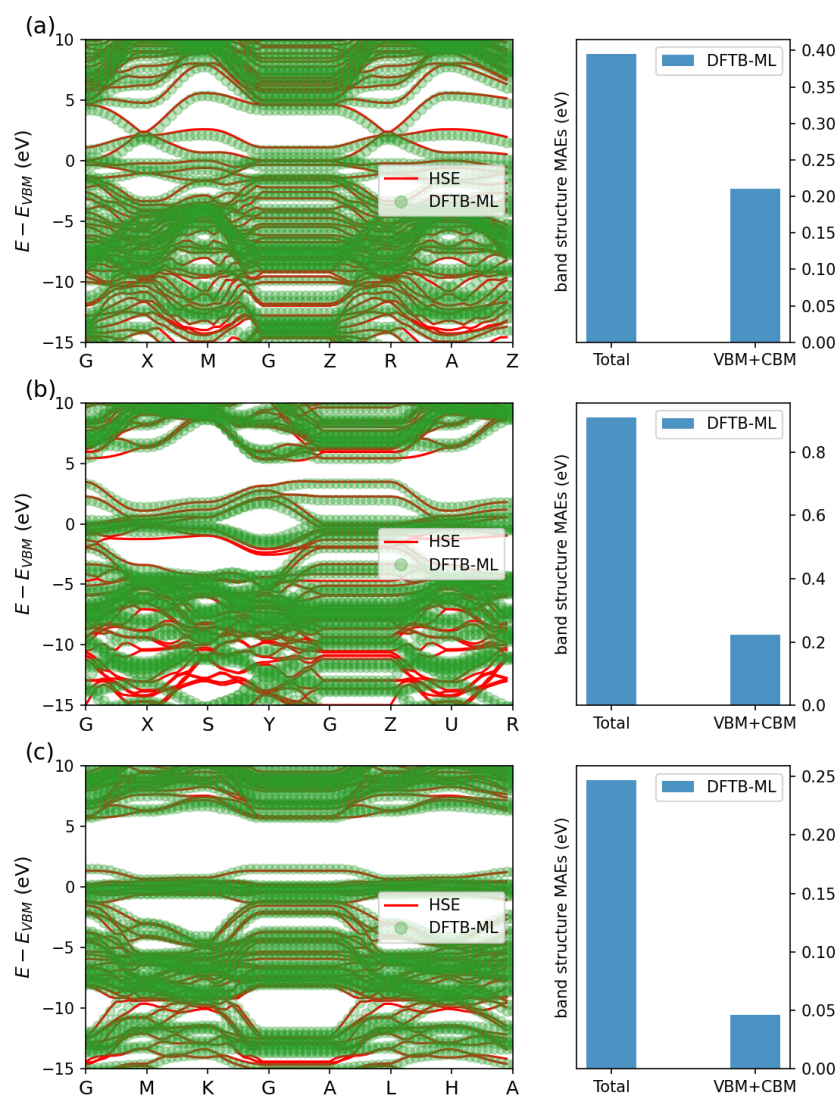 (a)
10
5
0
−5
−10
−15
E − E_VBM (eV)
HSE
DFTB-ML
G X M G Z R A Z
DFTB-ML
band structure MAEs (eV)
0.40
0.35
0.30
0.25
0.20
0.15
0.10
0.05
0.00
Total VBM+CBM
(b)
10
5
0
−5
−10
−15
E − E_VBM (eV)
HSE
DFTB-ML
G X S Y G Z U R
DFTB-ML
band structure MAEs (eV)
0.8
0.6
0.4
0.2
0.0
Total VBM+CBM
(c)
10
5
0
−5
−10
−15
E − E_VBM (eV)
HSE
DFTB-ML
G M K G A L H A
DFTB-ML
band structure MAEs (eV)
0.25
0.20
0.15
0.10
0.05
0.00
Total VBM+CBM